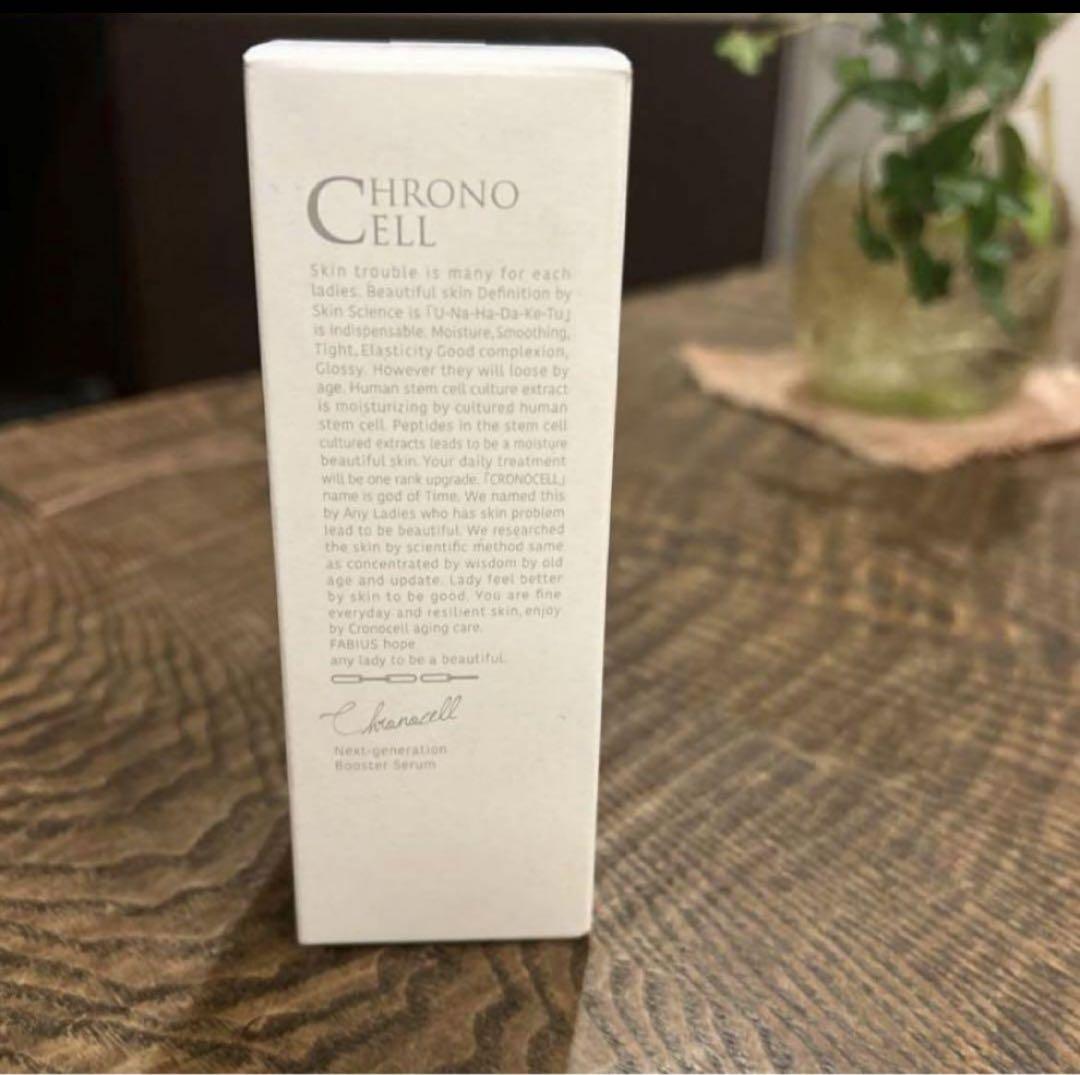 CHRONO
CELL
Skin trouble is many for each
ladies. Beautiful skin Definition by
Skin Science is「U-Na-Ha-Da-Ke-Tu」
is indispensable. Moisture, Smoothing,
Tight, Elasticity Good complexion,
Glossy. However they will loose by
age. Human stem cell culture extract
is moisturizing by cultured human
stem cell. Peptides in the stem cell
cultured extracts leads to be a moisture
beautiful skin. Your daily treatment
will be one rank upgrade.「CRONOCELL」
name is god of Time. We named this
by Any Ladies who has skin problem
lead to be beautiful. We researched
the skin by scientific method same
as concentrated by wisdom by old
age and update. Lady feel better
by skin to be good. You are fine
everyday and resilient skin, enjoy
by Cronocell aging care.
FABIUS hope
any lady to be a beautiful.
Chronocell
Next-generation
Booster Serum